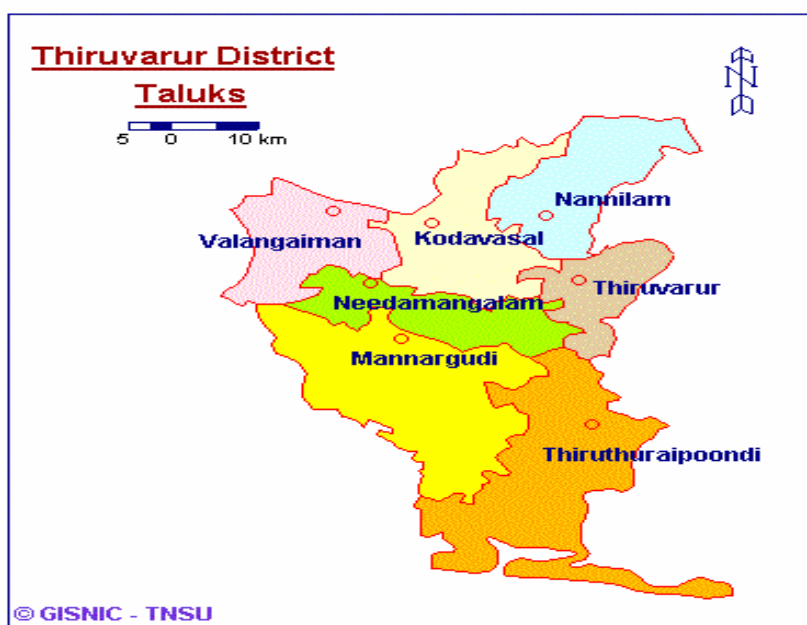 Thiruvarur District
Taluks
N
5 0 10 km
Nannilam
Valangaiman
Kodavasal
Thiruvarur
Needamangalam
Mannargudi
Thiruthuraipoondi
© GISNIC - TNSU